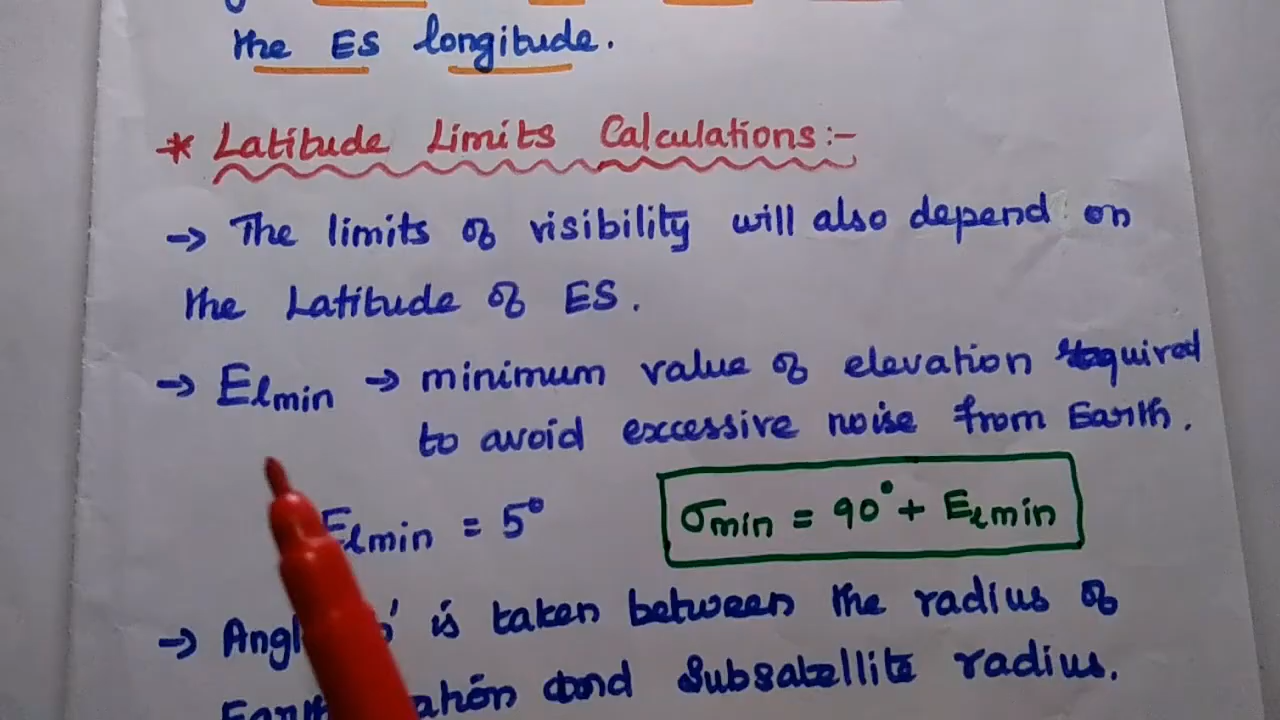 the ES longitude.
* Latitude Limits Calculations:-
→ The limits of visibility will also depend on
the Latitude of ES.
→ Elmin → minimum value of elevation required
to avoid excessive noise from Earth.
Elmin = 5°
σmin = 90° + Elmin
→ is taken between the radius of
and Subsatellite radius.